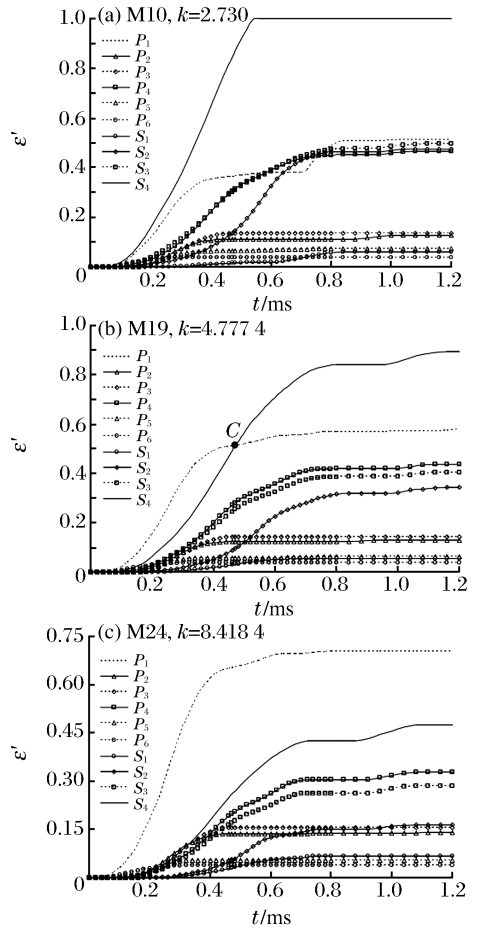 (a) M10, k=2.730
1.0
0.8
0.6
0.4
0.2
0
ε'
P₁
P₂
P₃
P₄
P₅
P₆
S₁
S₂
S₃
S₄
0.2 0.4 0.6 0.8 1.0 1.2
t/ms
(b) M19, k=4.777 4
1.0
0.8
0.6
0.4
0.2
0
ε'
P₁
P₂
P₃
P₄
P₅
P₆
S₁
S₂
S₃
S₄
C
0.2 0.4 0.6 0.8 1.0 1.2
t/ms
(c) M24, k=8.418 4
0.75
0.60
0.45
0.30
0.15
0
ε'
P₁
P₂
P₃
P₄
P₅
P₆
S₁
S₂
S₃
S₄
0.2 0.4 0.6 0.8 1.0 1.2
t/ms